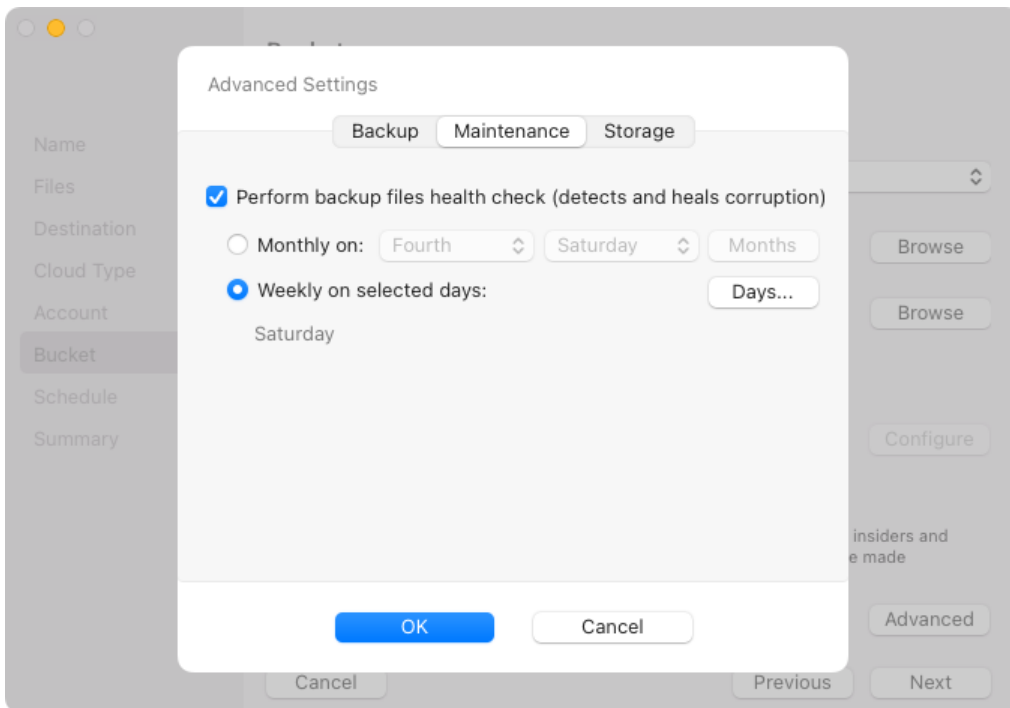 Advanced Settings
Backup Maintenance Storage
Perform backup files health check (detects and heals corruption)
Monthly on: Fourth Saturday Months
Weekly on selected days: Days...
Saturday
OK Cancel
Name
Files
Destination
Cloud Type
Account
Bucket
Schedule
Summary
Browse
Browse
Configure
insiders and
e made
Advanced
Cancel Previous Next